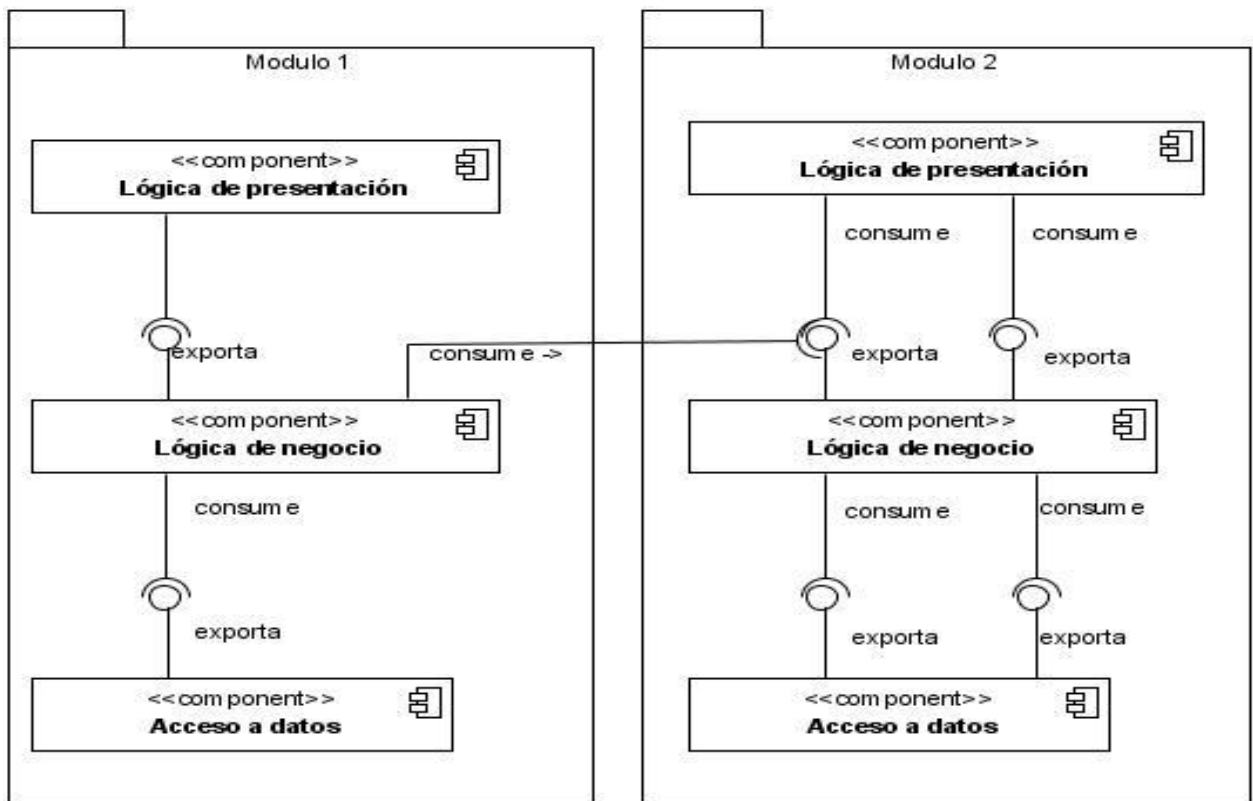 Modulo 1
<<component>>
Lógica de presentación
exporta
consume ->
<<component>>
Lógica de negocio
consume
exporta
<<component>>
Acceso a datos
Modulo 2
<<component>>
Lógica de presentación
consume
consume
exporta
exporta
<<component>>
Lógica de negocio
consume
consume
exporta
exporta
<<component>>
Acceso a datos